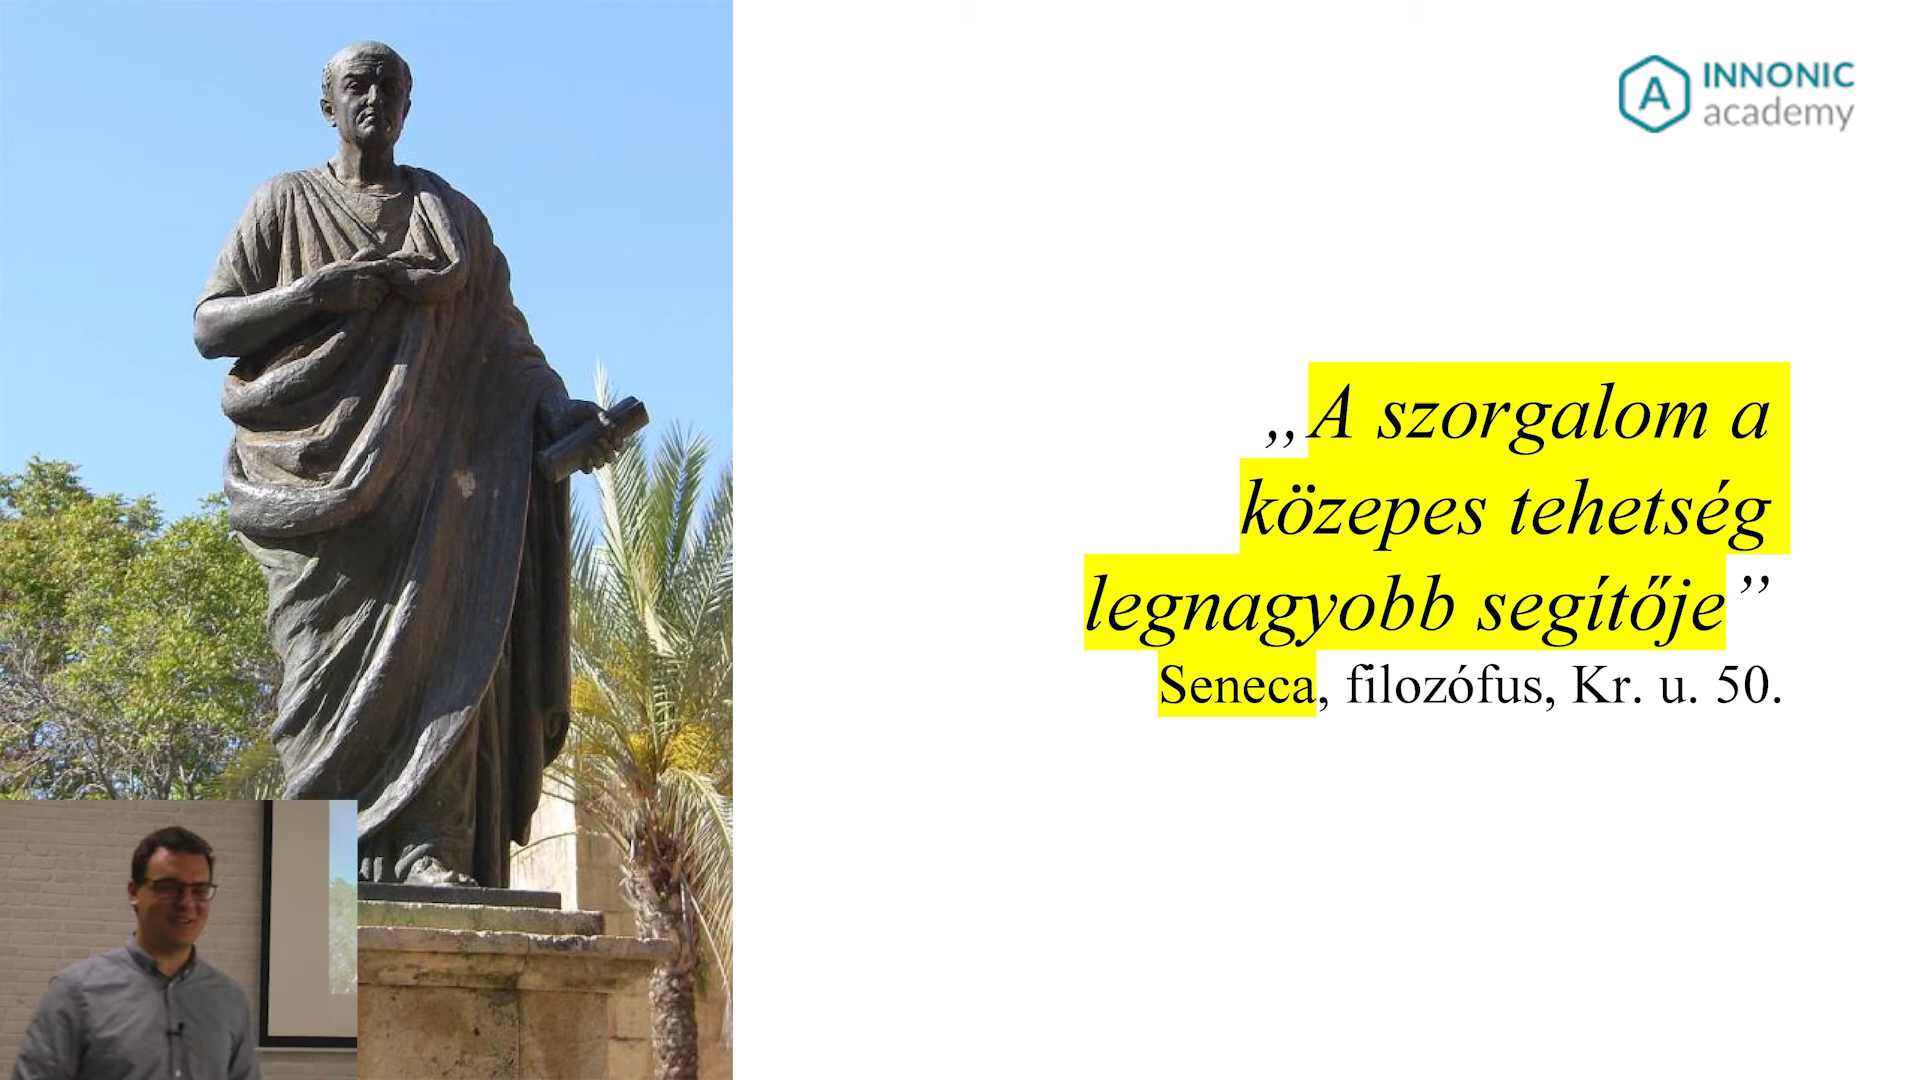 INNONIC
academy
„A szorgalom a
közepes tehetség
legnagyobb segítője”
Seneca, filozófus, Kr. u. 50.